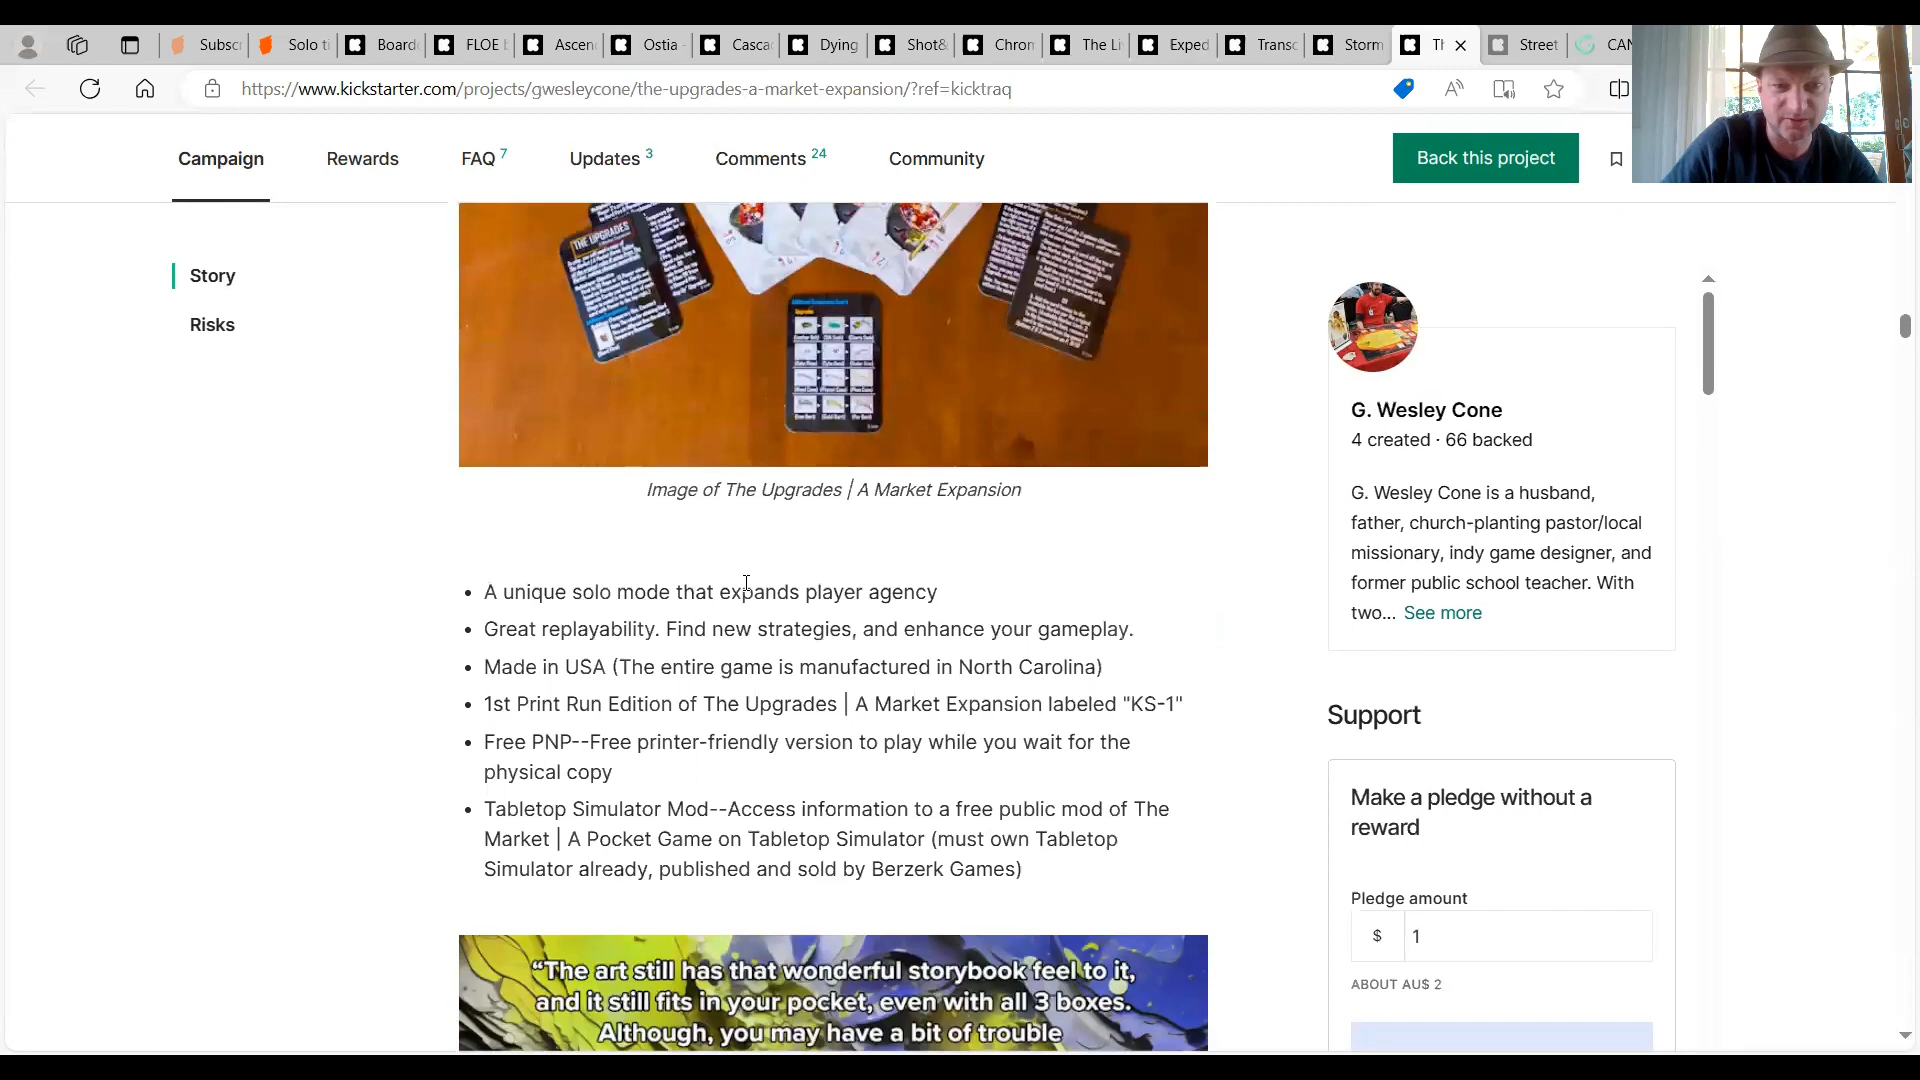 Subsc
Solo ti
Board
FLOE b
Ascen
Ostia -
Casca
Dying
Shot&
Chron
The Li
Exped
Transc
Storm
Th
Street
CAN
https://www.kickstarter.com/projects/gwesleycone/the-upgrades-a-market-expansion/?ref=kicktraq
Campaign
Rewards
FAQ 7
Updates 3
Comments 24
Community
Back this project
Story
Risks
THE UPGRADES
Image of The Upgrades | A Market Expansion
• A unique solo mode that expands player agency
• Great replayability. Find new strategies, and enhance your gameplay.
• Made in USA (The entire game is manufactured in North Carolina)
• 1st Print Run Edition of The Upgrades | A Market Expansion labeled "KS-1"
• Free PNP--Free printer-friendly version to play while you wait for the
physical copy
• Tabletop Simulator Mod--Access information to a free public mod of The
Market | A Pocket Game on Tabletop Simulator (must own Tabletop
Simulator already, published and sold by Berzerk Games)
“The art still has that wonderful storybook feel to it,
and it still fits in your pocket, even with all 3 boxes.
Although, you may have a bit of trouble
G. Wesley Cone
4 created · 66 backed
G. Wesley Cone is a husband,
father, church-planting pastor/local
missionary, indy game designer, and
former public school teacher. With
two... See more
Support
Make a pledge without a
reward
Pledge amount
$ 1
ABOUT AU$ 2